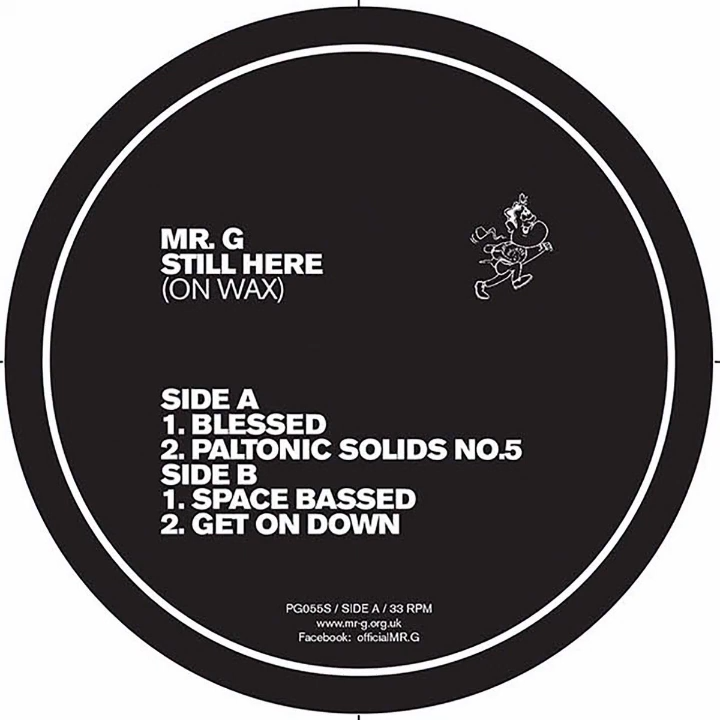 MR. G
STILL HERE
(ON WAX)
SIDE A
1. BLESSED
2. PALTONIC SOLIDS NO.5
SIDE B
1. SPACE BASSED
2. GET ON DOWN
PG055S / SIDE A / 33 RPM
www.mr-g.org.uk
Facebook: officialMR.G